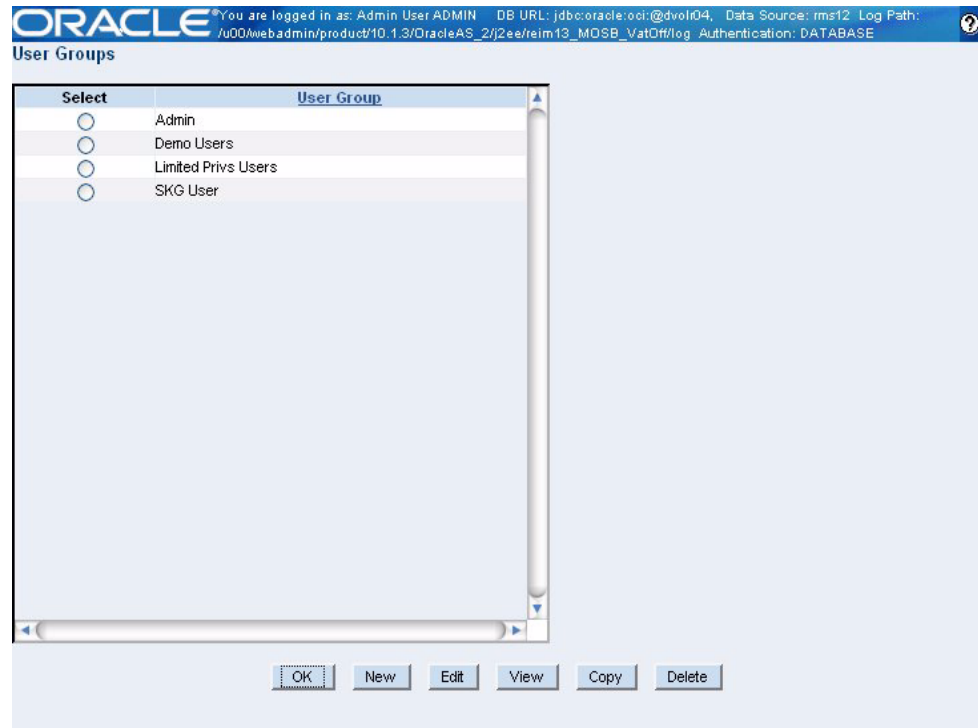 ORACLE®
You are logged in as: Admin User ADMIN DB URL: jdbc:oracle:oci:@dvolr04, Data Source: rms12 Log Path:
/u00/webadmin/product/10.1.3/OracleAS_2/j2ee/reim13_MOSB_VatOff/log Authentication: DATABASE
?
User Groups
Select User Group
Admin
Demo Users
Limited Privs Users
SKG User
OK New Edit View Copy Delete